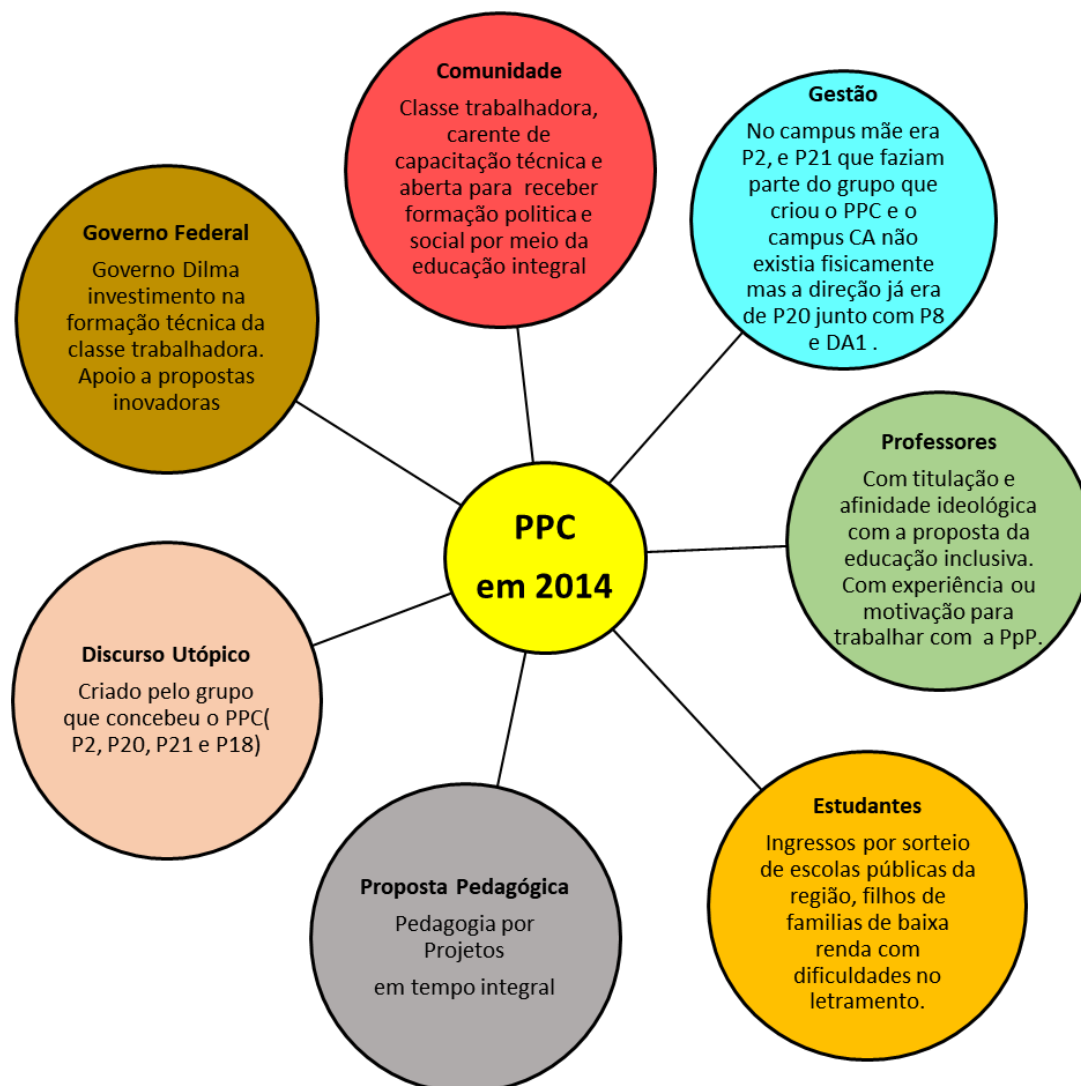 Comunidade
Classe trabalhadora,
carente de
capacitação técnica e
aberta para receber
formação politica e
social por meio da
educação integral
Gestão
No campus mãe era
P2, e P21 que faziam
parte do grupo que
criou o PPC e o
campus CA não
existia fisicamente
mas a direção já era
de P20 junto com P8
e DA1 .
Governo Federal
Governo Dilma
investimento na
formação técnica da
classe trabalhadora.
Apoio a propostas
inovadoras
Professores
Com titulação e
afinidade ideológica
com a proposta da
educação inclusiva.
Com experiência ou
motivação para
trabalhar com a PpP.
PPC
em 2014
Discurso Utópico
Criado pelo grupo
que concebeu o PPC(
P2, P20, P21 e P18)
Estudantes
Ingressos por sorteio
de escolas públicas da
região, filhos de
familias de baixa
renda com
dificuldades no
letramento.
Proposta Pedagógica
Pedagogia por
Projetos
em tempo integral